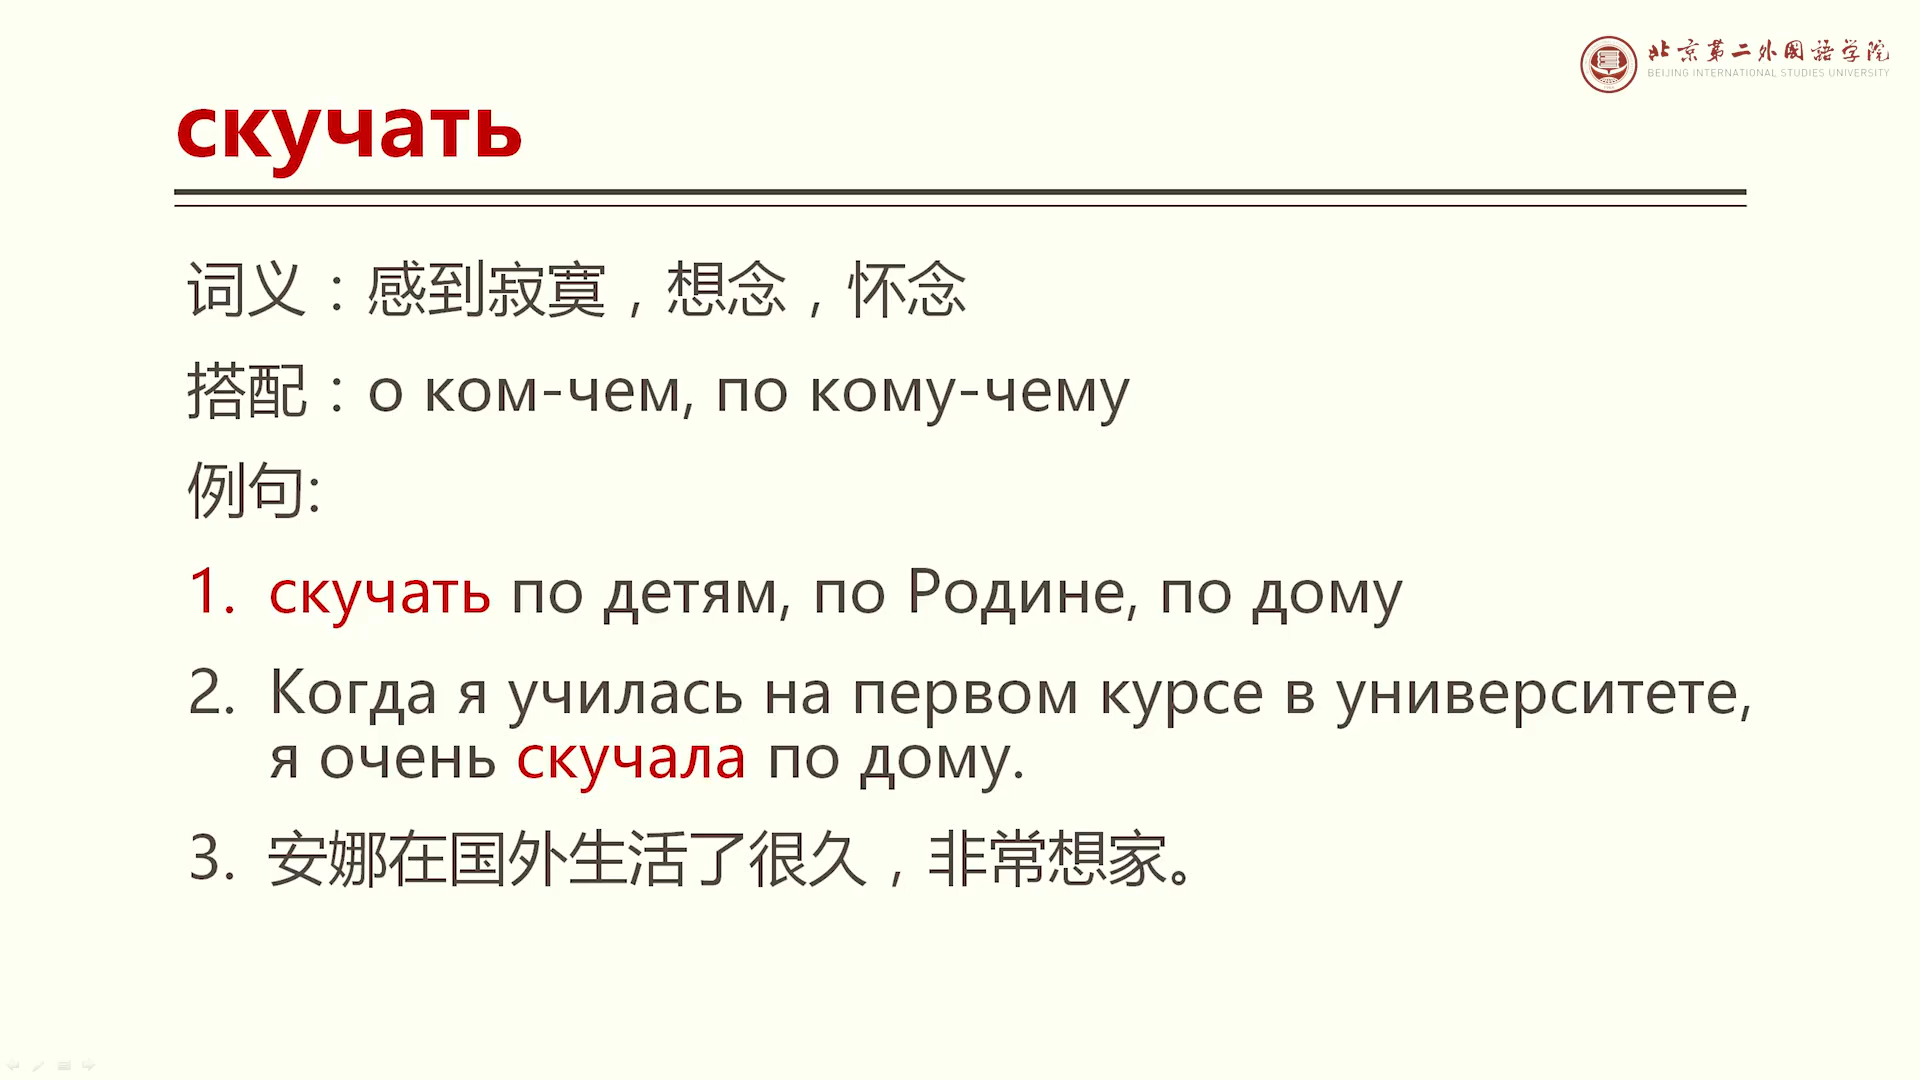 北京第二外国语学院
BEIJING INTERNATIONAL STUDIES UNIVERSITY
скучать
词义：感到寂寞，想念，怀念
搭配：о ком-чем, по кому-чему
例句:
1. скучать по детям, по Родине, по дому
2. Когда я училась на первом курсе в университете,
я очень скучала по дому.
3. 安娜在国外生活了很久，非常想家。